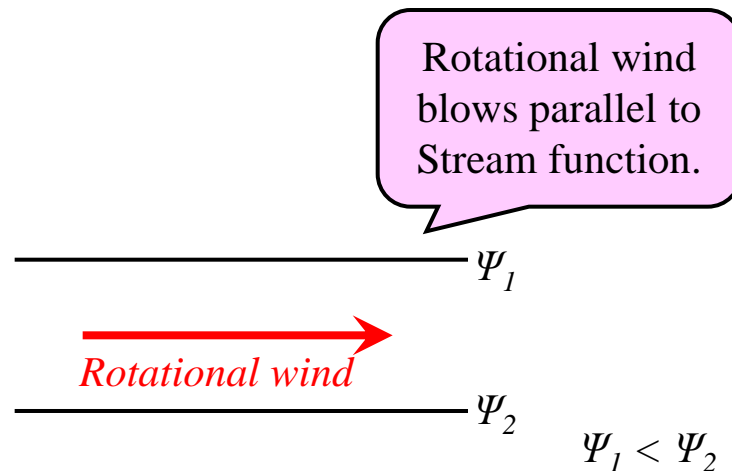 Rotational wind
blows parallel to
Stream function.
Ψ₁
Rotational wind
Ψ₂
Ψ₁ < Ψ₂